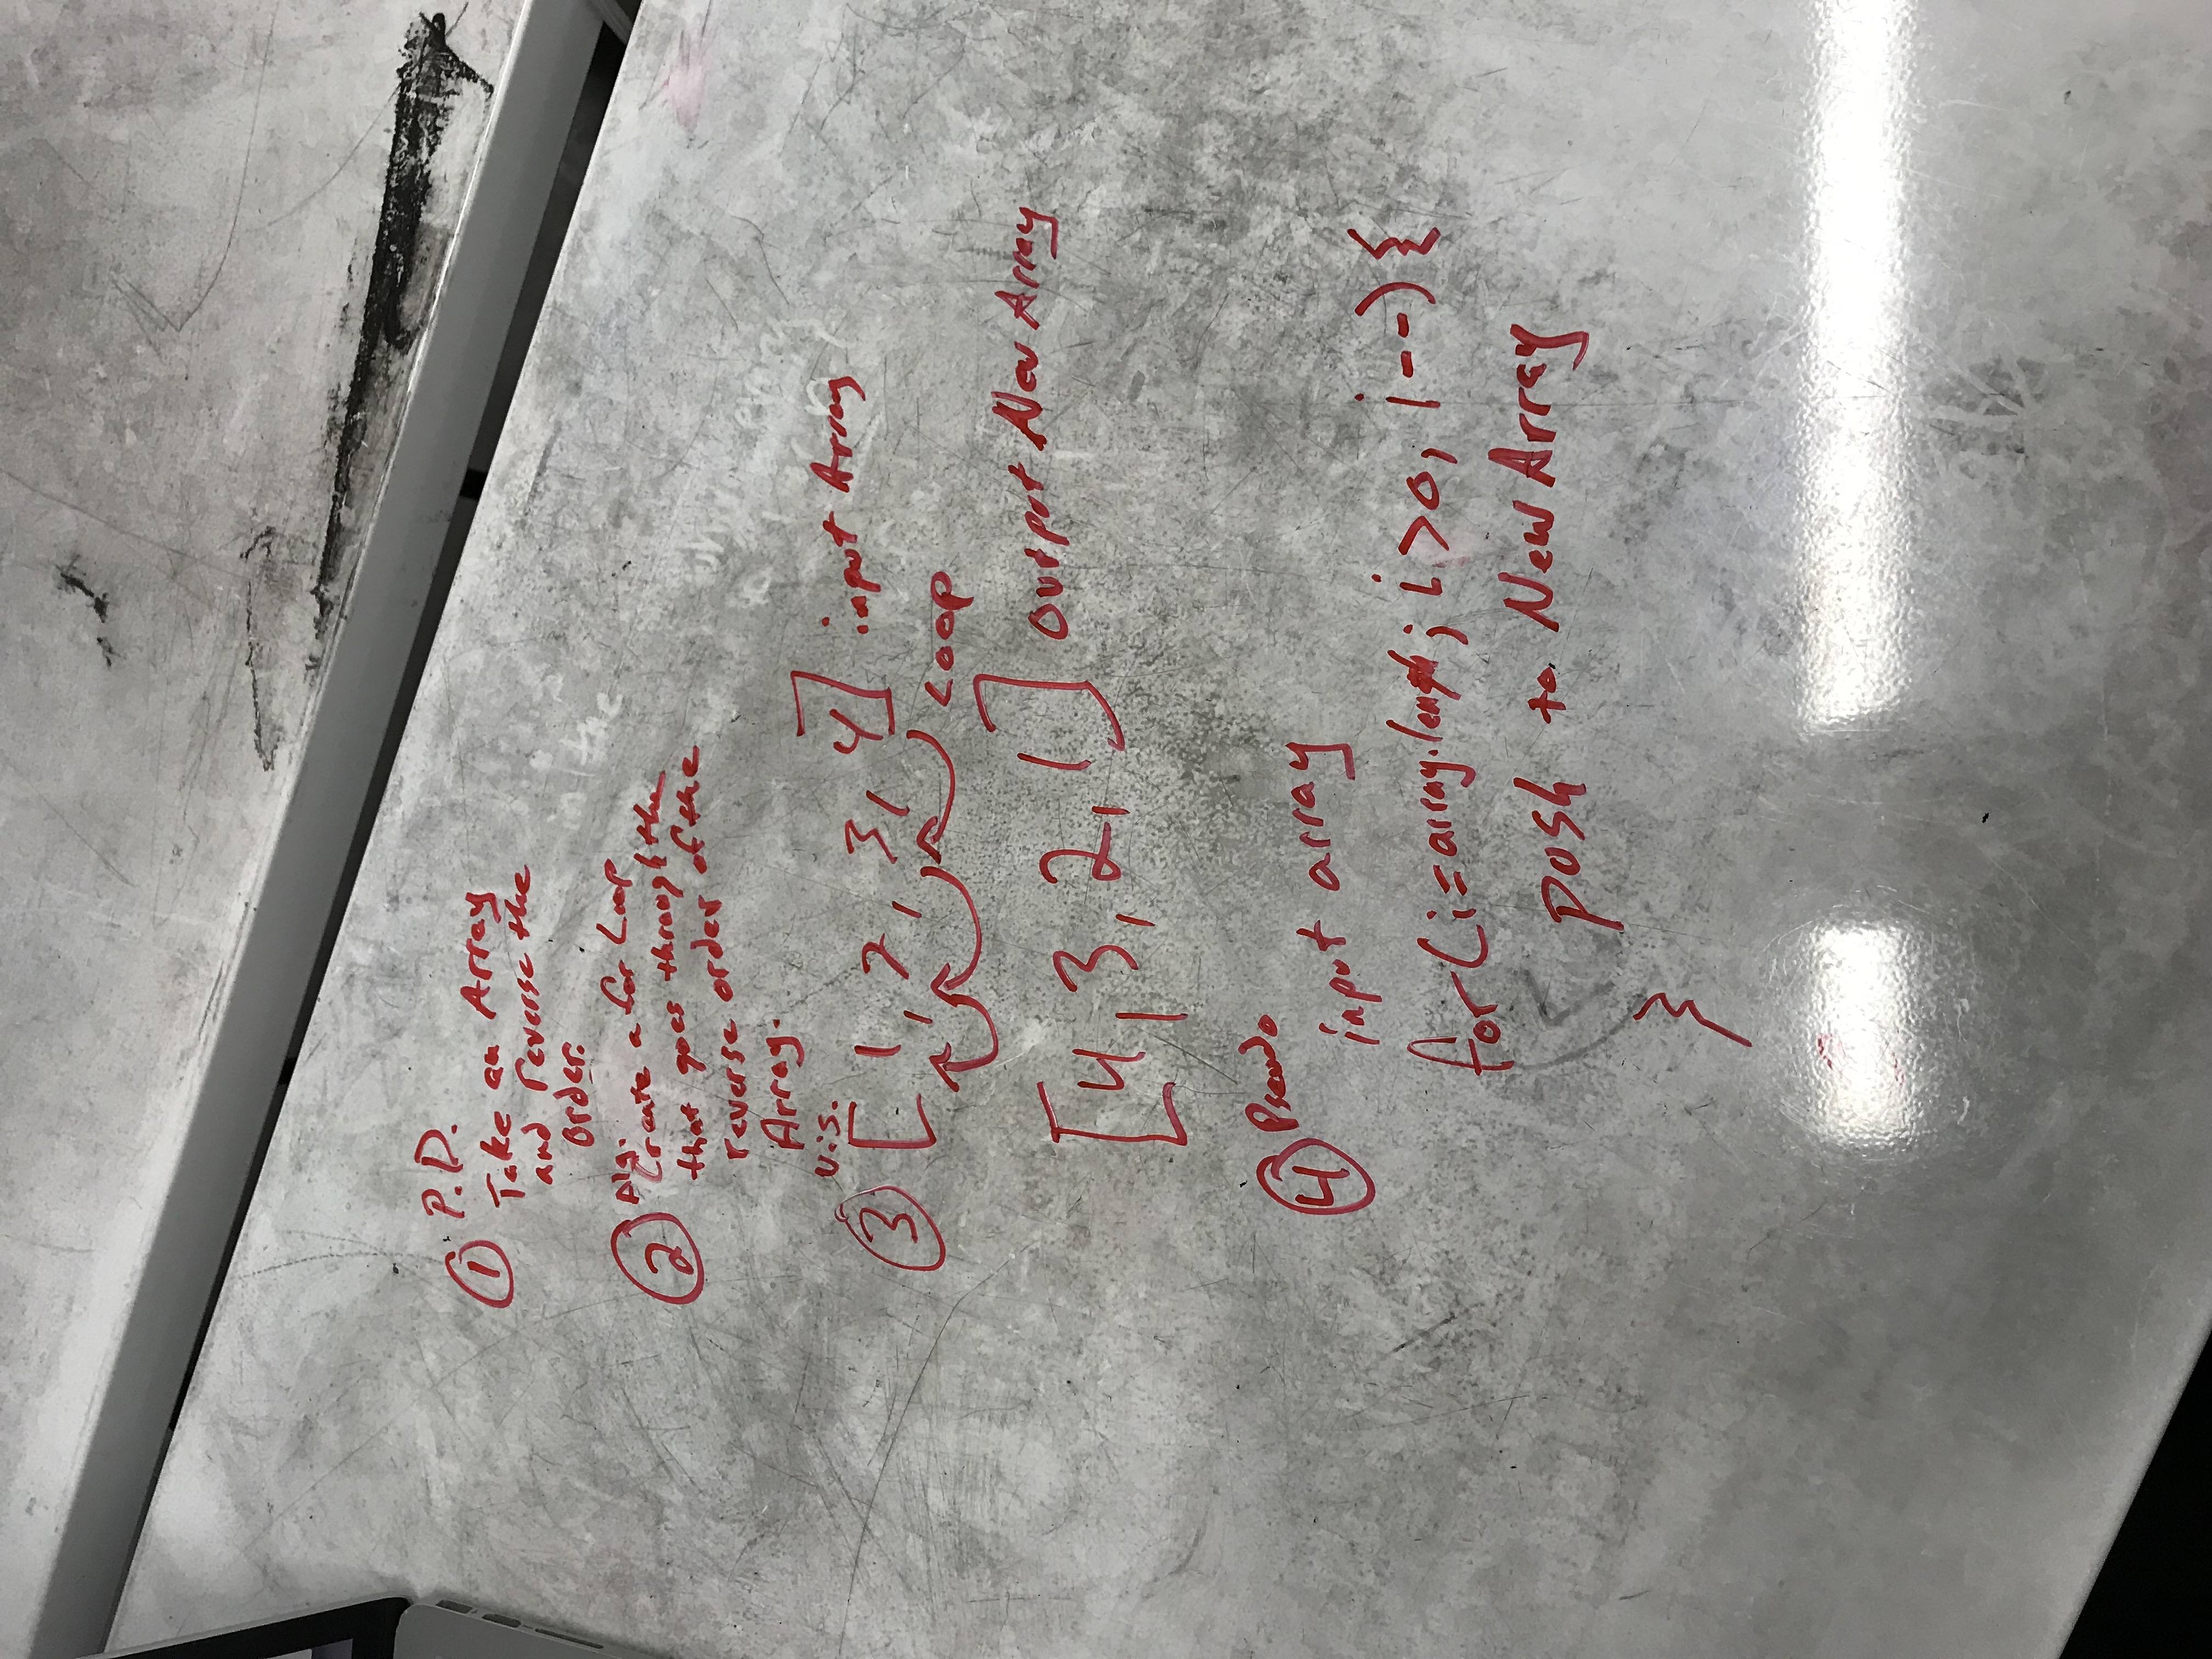 ① P.D.
Take an Array
and reverse the
order.
② Alg.
Create a for Loop
that goes through the
reverse order of the
Array.
③ Vis.
[ 1, 2, 3, 4 ] input Array
Loop
[ 4, 3, 2, 1 ] Output New Array
④ Pseudo
input array
for (i=array.length; i>0; i--) {
push to New Array
}